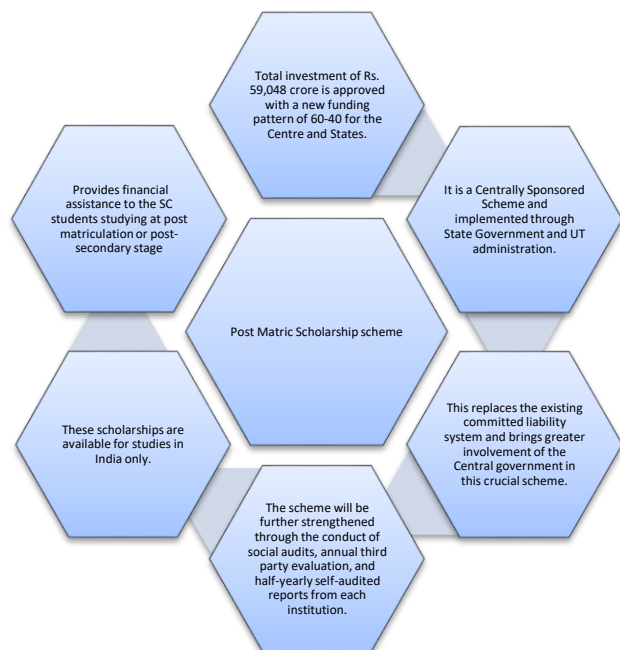 Total investment of Rs.
59,048 crore is approved
with a new funding
pattern of 60-40 for the
Centre and States.
It is a Centrally Sponsored
Scheme and
implemented through
State Government and UT
administration.
This replaces the existing
committed liability
system and brings greater
involvement of the
Central government in
this crucial scheme.
The scheme will be
further strengthened
through the conduct of
social audits, annual third
party evaluation, and
half-yearly self-audited
reports from each
institution.
These scholarships are
available for studies in
India only.
Provides financial
assistance to the SC
students studying at post
matriculation or post-
secondary stage
Post Matric Scholarship scheme